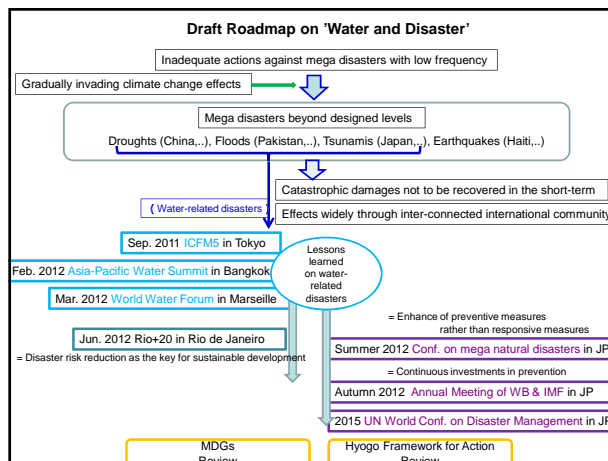 Draft Roadmap on 'Water and Disaster'
Inadequate actions against mega disasters with low frequency
Gradually invading climate change effects
Mega disasters beyond designed levels
Droughts (China,..), Floods (Pakistan,..), Tsunamis (Japan,..), Earthquakes (Haiti,..)
Catastrophic damages not to be recovered in the short-term
( Water-related disasters)
Effects widely through inter-connected international community
Sep. 2011 ICFM5 in Tokyo
Feb. 2012 Asia-Pacific Water Summit in Bangkok
Mar. 2012 World Water Forum in Marseille
Lessons
learned
on water-
related
disasters
= Enhance of preventive measures
rather than responsive measures
Jun. 2012 Rio+20 in Rio de Janeiro
= Disaster risk reduction as the key for sustainable development
Summer 2012 Conf. on mega natural disasters in JP
= Continuous investments in prevention
Autumn 2012 Annual Meeting of WB & IMF in JP
2015 UN World Conf. on Disaster Management in JP
MDGs
Review
Hyogo Framework for Action
Review